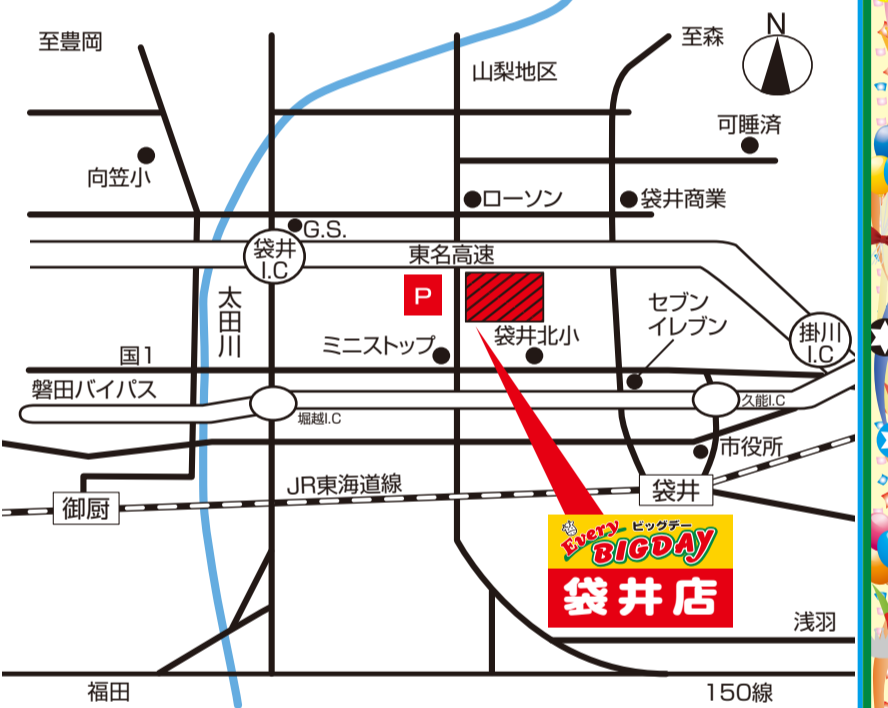 至豊岡
至森
N
山梨地区
可睡済
向笠小
ローソン
袋井商業
G.S.
袋井
I.C
東名高速
P
太田川
セブン
イレブン
ミニストップ
袋井北小
掛川
I.C
国1
磐田バイパス
堀越I.C
久能I.C
市役所
JR東海道線
袋井
御厨
Every
ビッグデー
BIGDAY
袋井店
浅羽
福田
150線